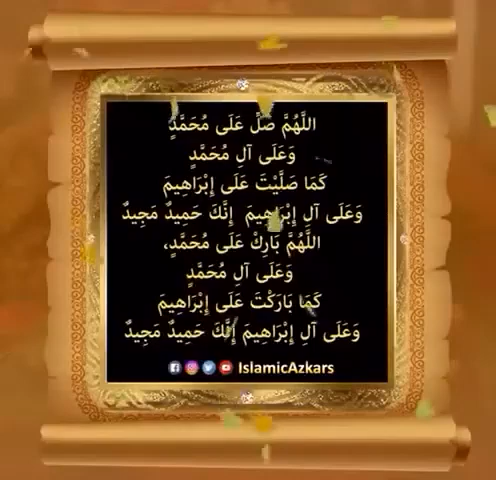 اللَّهُمَّ صَلِّ عَلَى مُحَمَّدٍ
وَعَلَى آلِ مُحَمَّدٍ
كَمَا صَلَّيْتَ عَلَى إِبْرَاهِيمَ
وَعَلَى آلِ إِبْرَاهِيمَ إِنَّكَ حَمِيدٌ مَجِيدٌ
اللَّهُمَّ بَارِكْ عَلَى مُحَمَّدٍ،
وَعَلَى آلِ مُحَمَّدٍ
كَمَا بَارَكْتَ عَلَى إِبْرَاهِيمَ
وَعَلَى آلِ إِبْرَاهِيمَ إِنَّكَ حَمِيدٌ مَجِيدٌ
IslamicAzkars